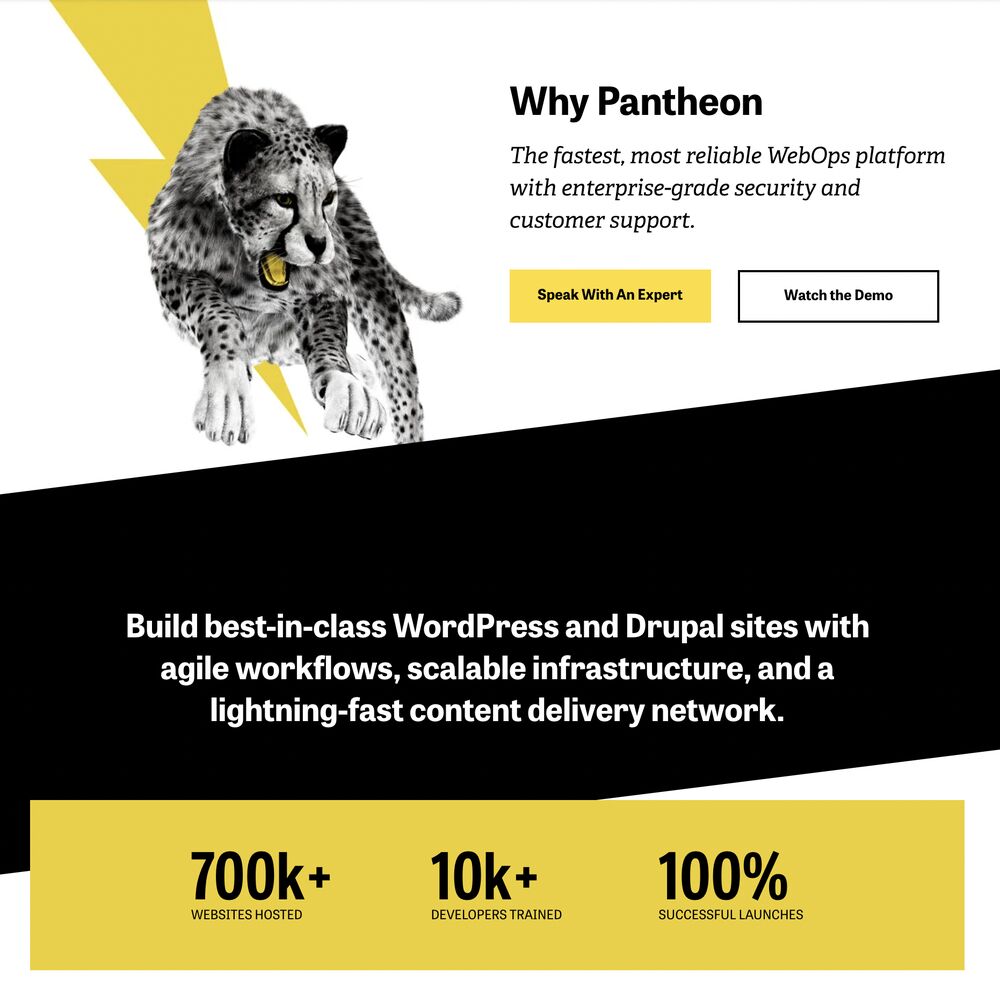 Why Pantheon
The fastest, most reliable WebOps platform
with enterprise-grade security and
customer support.
Speak With An Expert
Watch the Demo
Build best-in-class WordPress and Drupal sites with
agile workflows, scalable infrastructure, and a
lightning-fast content delivery network.
700k+
WEBSITES HOSTED
10k+
DEVELOPERS TRAINED
100%
SUCCESSFUL LAUNCHES